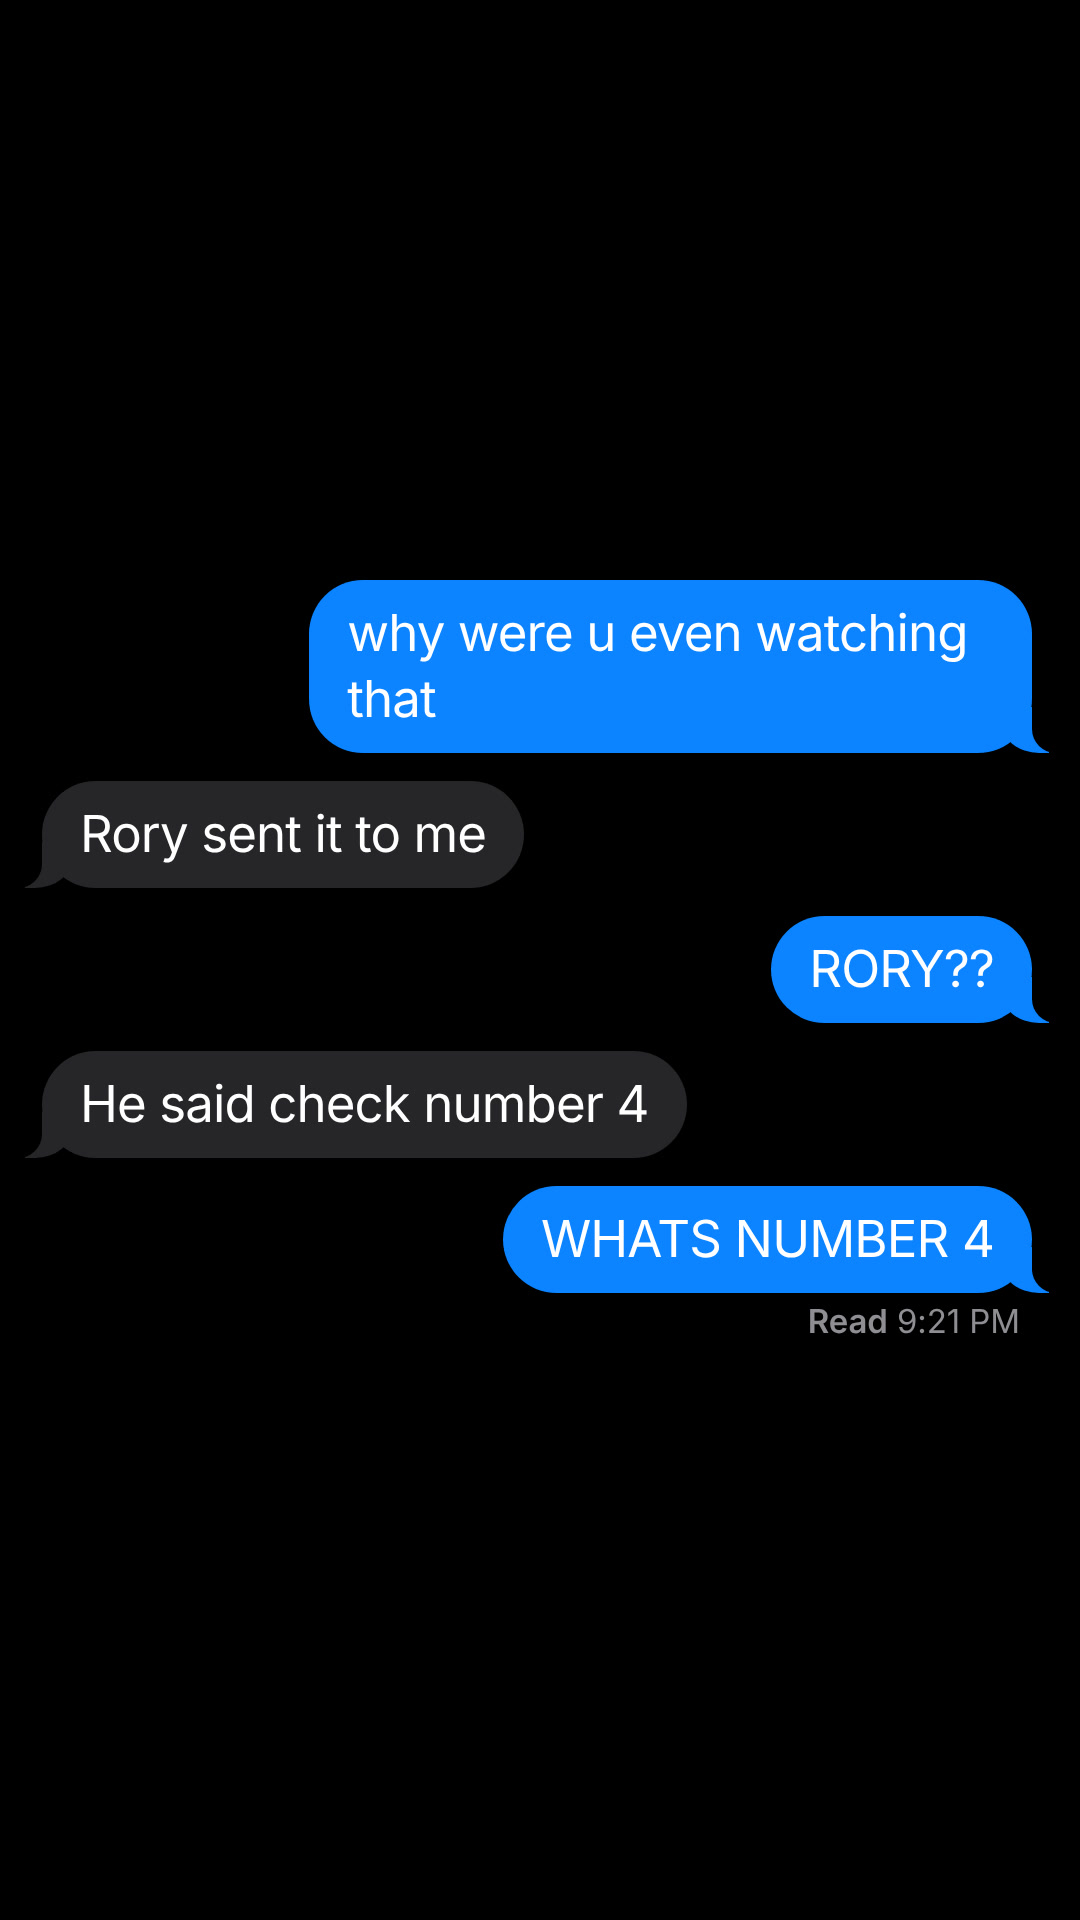 why were u even watching
that
Rory sent it to me
RORY??
He said check number 4
WHATS NUMBER 4
Read 9:21 PM